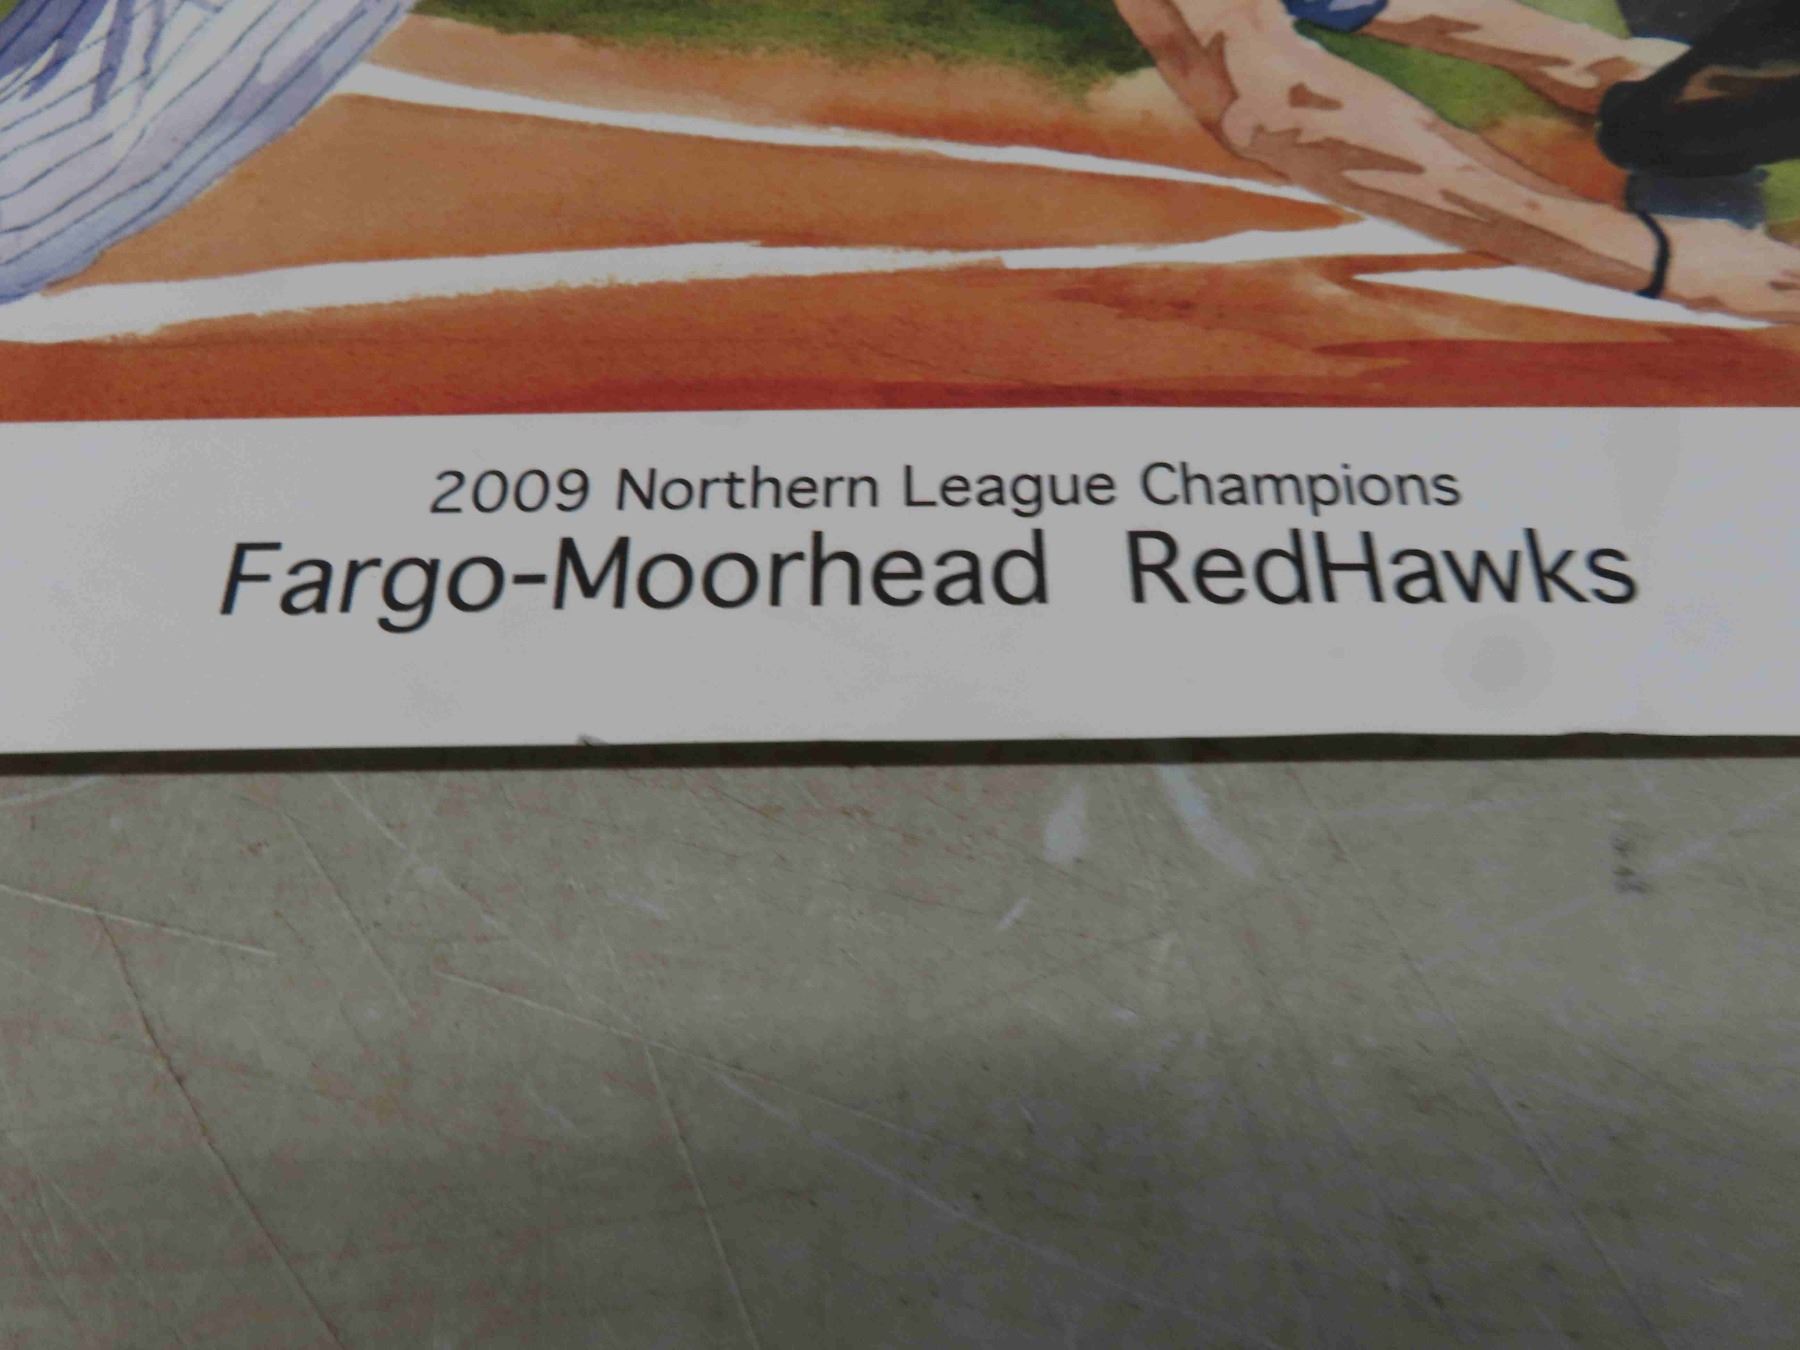 2009 Northern League Champions
Fargo-Moorhead RedHawks